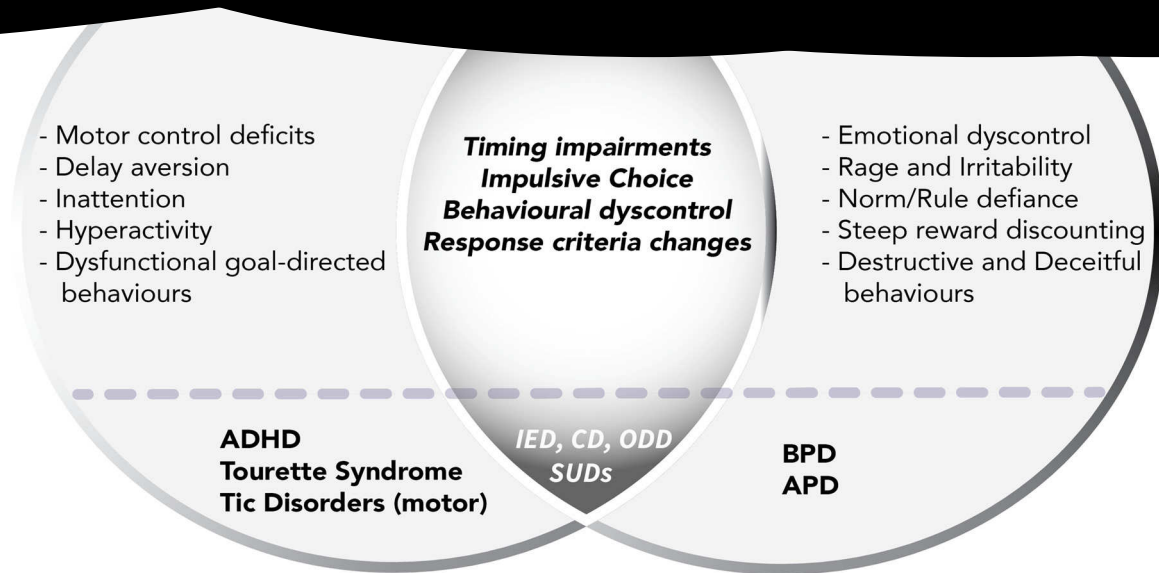 - Motor control deficits
- Delay aversion
- Inattention
- Hyperactivity
- Dysfunctional goal-directed
behaviours
Timing impairments
Impulsive Choice
Behavioural dyscontrol
Response criteria changes
- Emotional dyscontrol
- Rage and Irritability
- Norm/Rule defiance
- Steep reward discounting
- Destructive and Deceitful
behaviours
ADHD
Tourette Syndrome
Tic Disorders (motor)
IED, CD, ODD
SUDs
BPD
APD